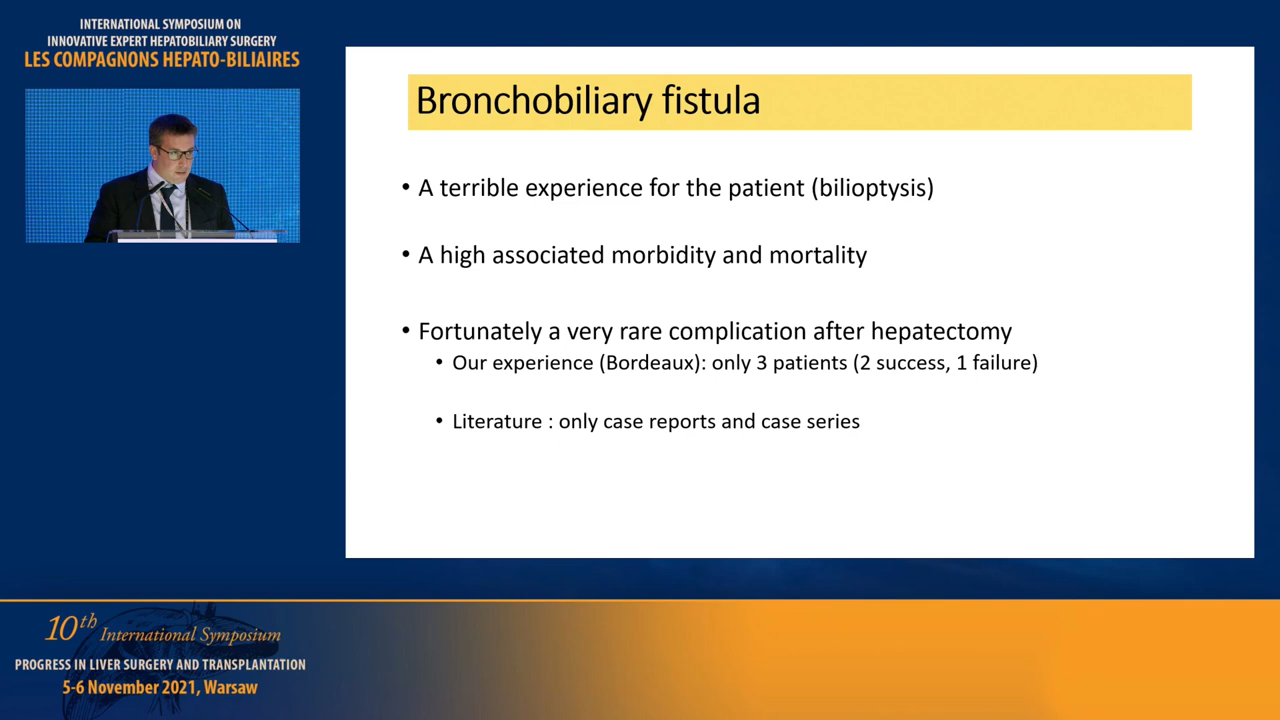 INTERNATIONAL SYMPOSIUM ON
INNOVATIVE EXPERT HEPATOBILIARY SURGERY
LES COMPAGNONS HEPATO-BILIAIRES
Bronchobiliary fistula
• A terrible experience for the patient (bilioptysis)
• A high associated morbidity and mortality
• Fortunately a very rare complication after hepatectomy
• Our experience (Bordeaux): only 3 patients (2 success, 1 failure)
• Literature : only case reports and case series
10th International Symposium
PROGRESS IN LIVER SURGERY AND TRANSPLANTATION
5-6 November 2021, Warsaw